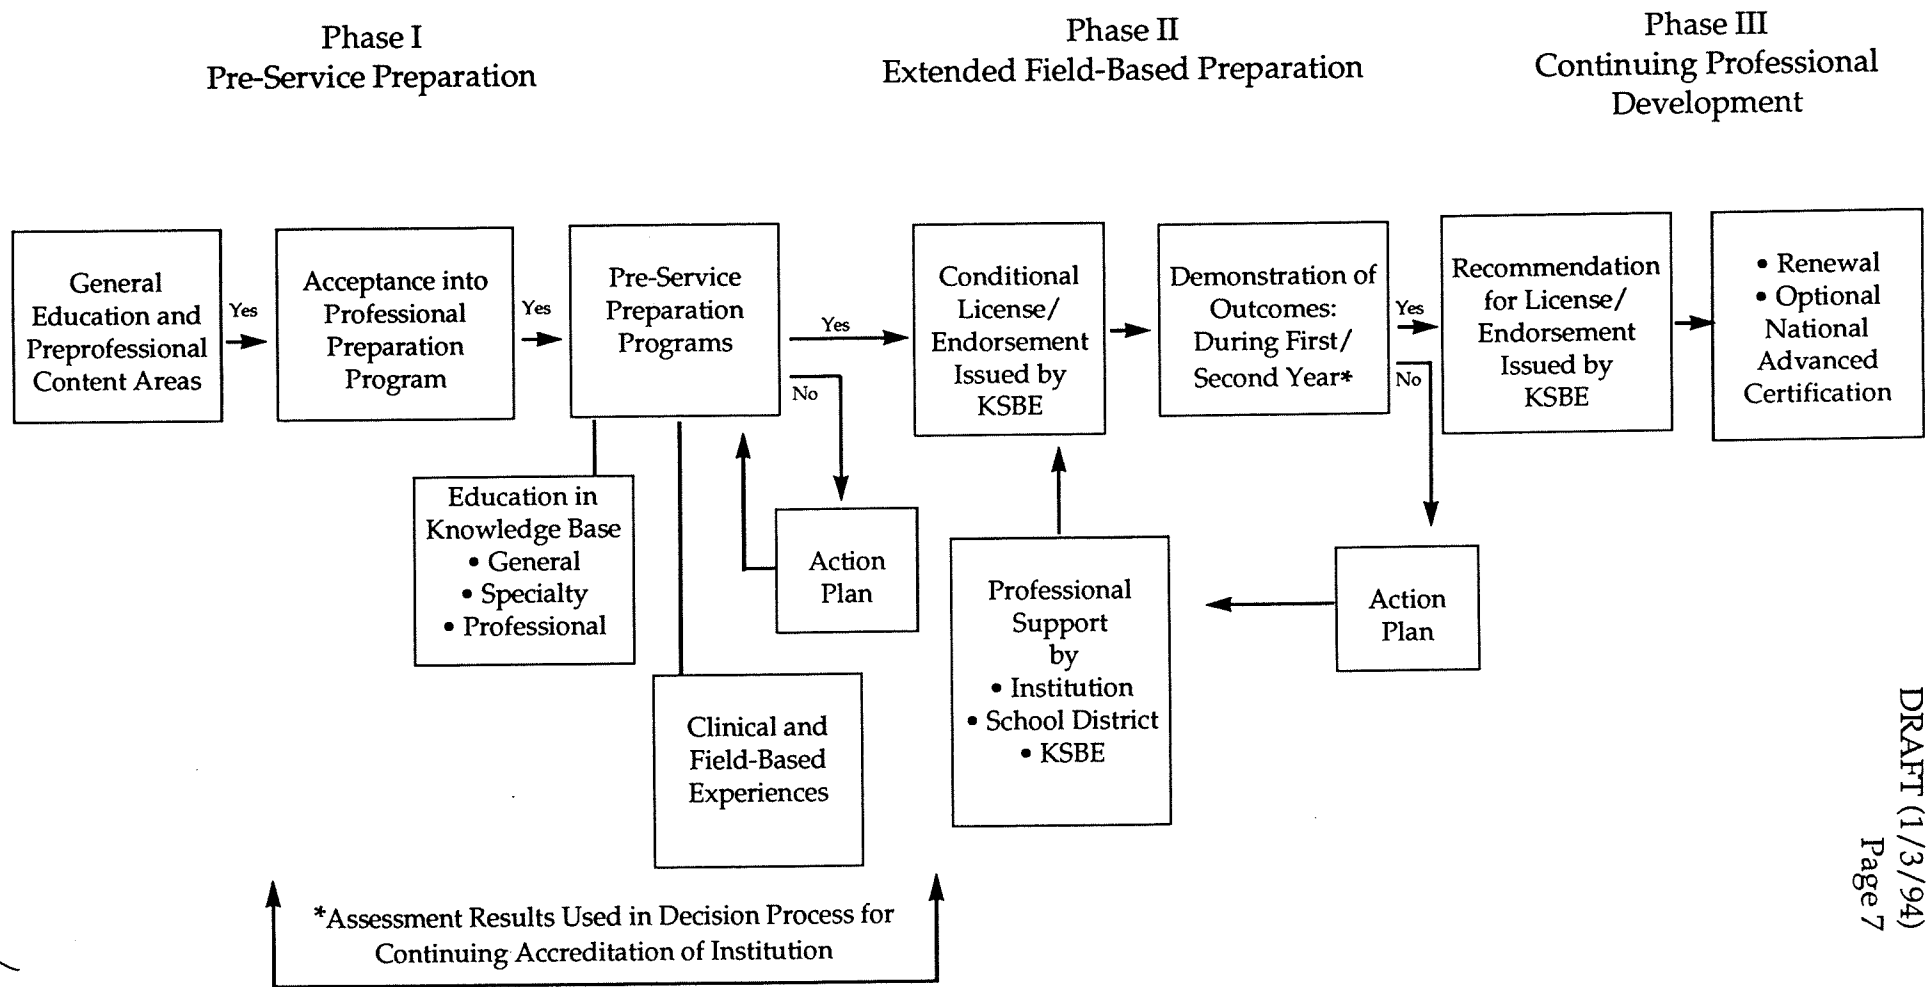 Phase I
Pre-Service Preparation
Phase II
Extended Field-Based Preparation
Phase III
Continuing Professional
Development
General
Education and
Preprofessional
Content Areas
Yes
Acceptance into
Professional
Preparation
Program
Yes
Pre-Service
Preparation
Programs
Yes
No
Conditional
License/
Endorsement
Issued by
KSBE
Demonstration of
Outcomes:
During First/
Second Year*
Yes
No
Recommendation
for License/
Endorsement
Issued by
KSBE
• Renewal
• Optional
National
Advanced
Certification
Education in
Knowledge Base
• General
• Specialty
• Professional
Action
Plan
Clinical and
Field-Based
Experiences
Professional
Support
by
• Institution
• School District
• KSBE
Action
Plan
*Assessment Results Used in Decision Process for
Continuing Accreditation of Institution
DRAFT (1/3/94)
Page 7